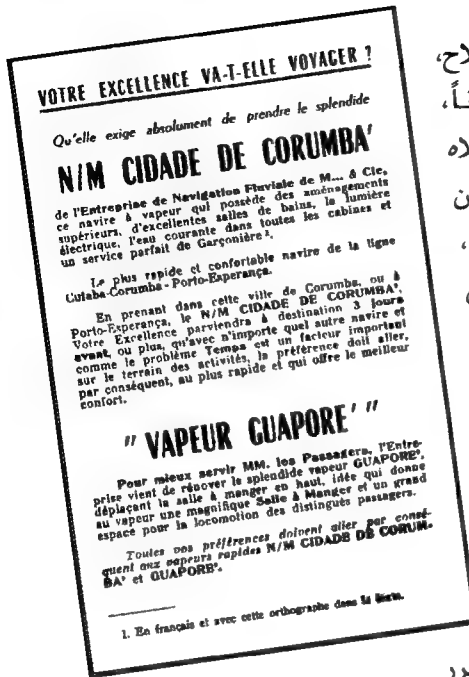 VOTRE EXCELLENCE VA-T-ELLE VOYAGER ?
Qu'elle exige absolument de prendre le splendide
N/M CIDADE DE CORUMBA'
de l'Entreprise de Navigation Fluviale de M... & Cie,
ce navire à vapeur qui possède des aménagements
supérieurs, d'excellentes salles de bains, la lumière
électrique, l'eau courante dans toutes les cabines et
un service parfait de Garçonière ¹.
Le plus rapide et confortable navire de la ligne
Cuiaba-Corumba - Porto-Esperança.
En prenant dans cette ville de Corumba, ou à
Porto-Esperança, le N/M CIDADE DE CORUMBA',
Votre Excellence parviendra à destination 3 jours
avant, ou plus, qu'avec n'importe quel autre navire et
comme le problème Temps est un facteur important
sur le terrain des activités, la préférence doit aller,
par conséquent, au plus rapide et qui offre le meilleur
confort.
" VAPEUR GUAPORE' "
Pour mieux servir MM. les Passagers, l'Entre-
prise vient de rénover le splendide vapeur GUAPORE',
déplaçant la salle à manger en haut, idée qui donne
au vapeur une magnifique Salle à Manger et un grand
espace pour la locomotion des distingués passagers.
Toutes vos préférences doivent aller par consé-
quent aux vapeurs rapides N/M CIDADE DE CORUM-
BA' et GUAPORE'.
1. En français et avec cette orthographe dans le texte.